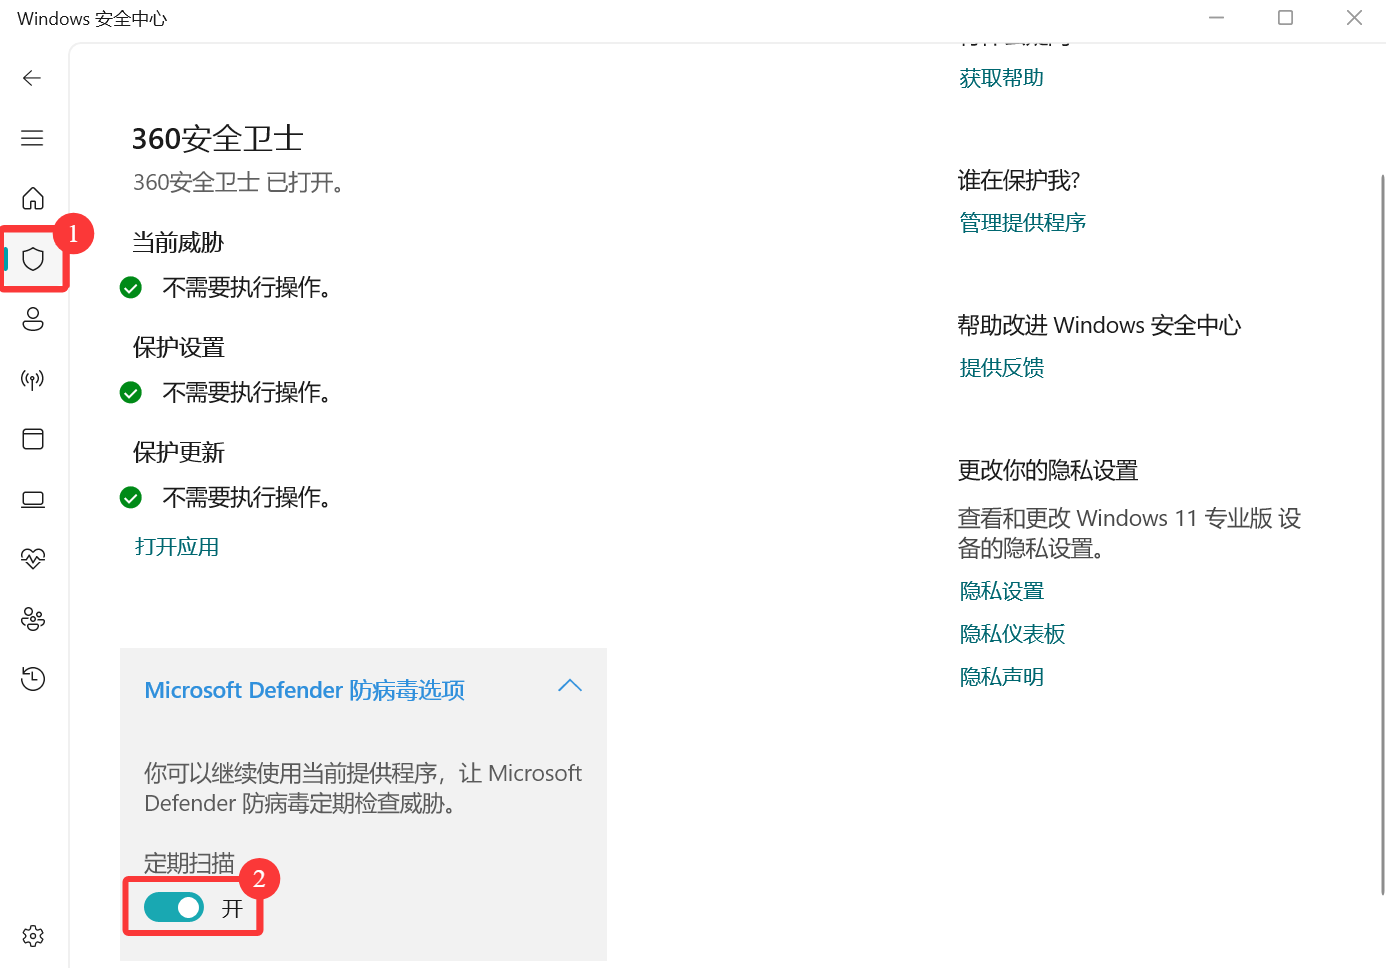 Windows 安全中心
360安全卫士
360安全卫士 已打开。
当前威胁
不需要执行操作。
保护设置
不需要执行操作。
保护更新
不需要执行操作。
打开应用
Microsoft Defender 防病毒选项
你可以继续使用当前提供程序，让 Microsoft
Defender 防病毒定期检查威胁。
定期扫描
开
1
2
获取帮助
谁在保护我?
管理提供程序
帮助改进 Windows 安全中心
提供反馈
更改你的隐私设置
查看和更改 Windows 11 专业版 设
备的隐私设置。
隐私设置
隐私仪表板
隐私声明